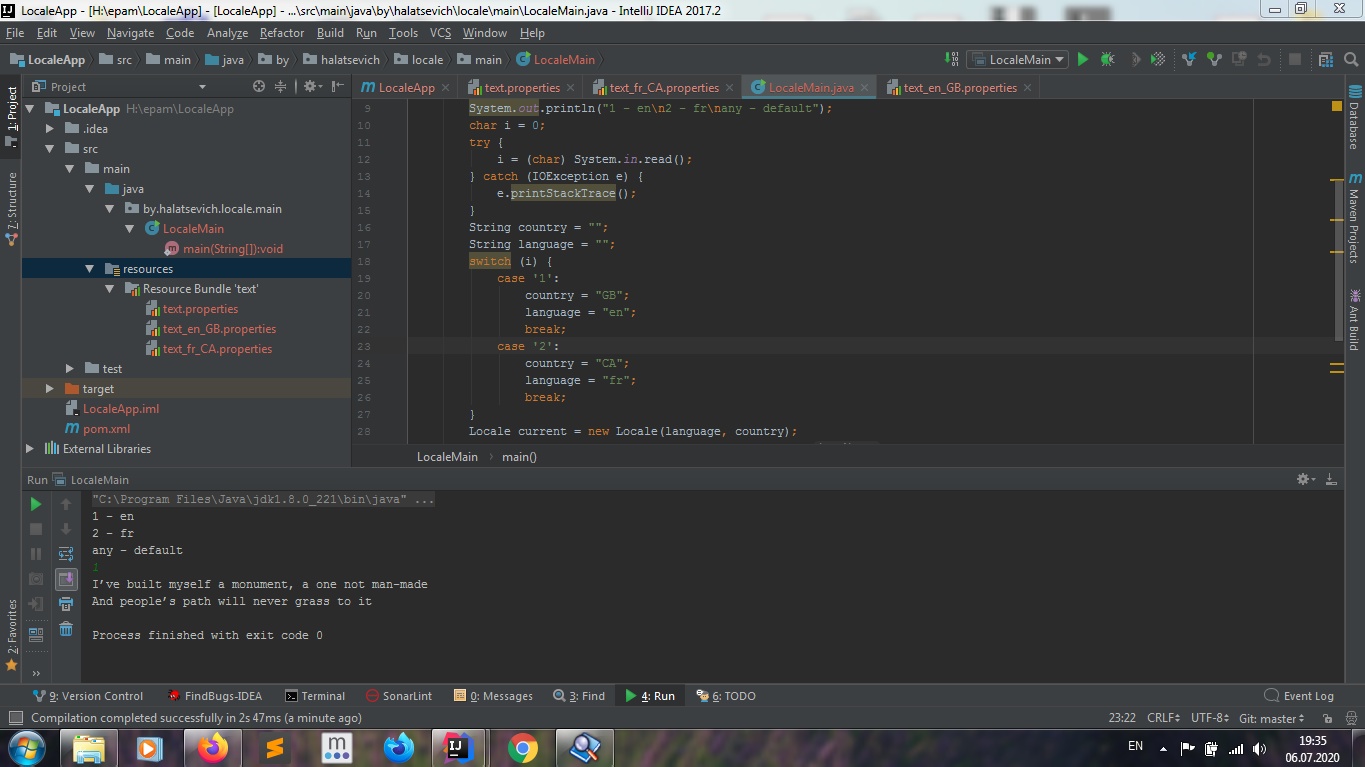 LocaleApp - [H:\epam\LocaleApp] - [LocaleApp] - ...\src\main\java\by\halatsevich\locale\main\LocaleMain.java - IntelliJ IDEA 2017.2
File Edit View Navigate Code Analyze Refactor Build Run Tools VCS Window Help
LocaleApp src main java by halatsevich locale main LocaleMain
LocaleMain
Project
LocaleApp text.properties text_fr_CA.properties LocaleMain.java text_en_GB.properties
1: Project
7: Structure
2: Favorites
LocaleApp H:\epam\LocaleApp
.idea
src
main
java
by.halatsevich.locale.main
LocaleMain
main(String[]):void
resources
Resource Bundle 'text'
text.properties
text_en_GB.properties
text_fr_CA.properties
test
target
LocaleApp.iml
pom.xml
External Libraries
9 System.out.println("1 - en\n2 - fr\nany - default");
10 char i = 0;
11 try {
12 i = (char) System.in.read();
13 } catch (IOException e) {
14 e.printStackTrace();
15 }
16 String country = "";
17 String language = "";
18 switch (i) {
19 case '1':
20 country = "GB";
21 language = "en";
22 break;
23 case '2':
24 country = "CA";
25 language = "fr";
26 break;
27 }
28 Locale current = new Locale(language, country);
LocaleMain main()
Database
Maven Projects
Ant Build
Run LocaleMain
"C:\Program Files\Java\jdk1.8.0_221\bin\java" ...
1 - en
2 - fr
any - default
1
I’ve built myself a monument, a one not man-made
And people’s path will never grass to it
Process finished with exit code 0
9: Version Control FindBugs-IDEA Terminal SonarLint 0: Messages 3: Find 4: Run 6: TODO Event Log
Compilation completed successfully in 2s 47ms (a minute ago) 23:22 CRLF UTF-8 Git: master
EN
19:35
06.07.2020